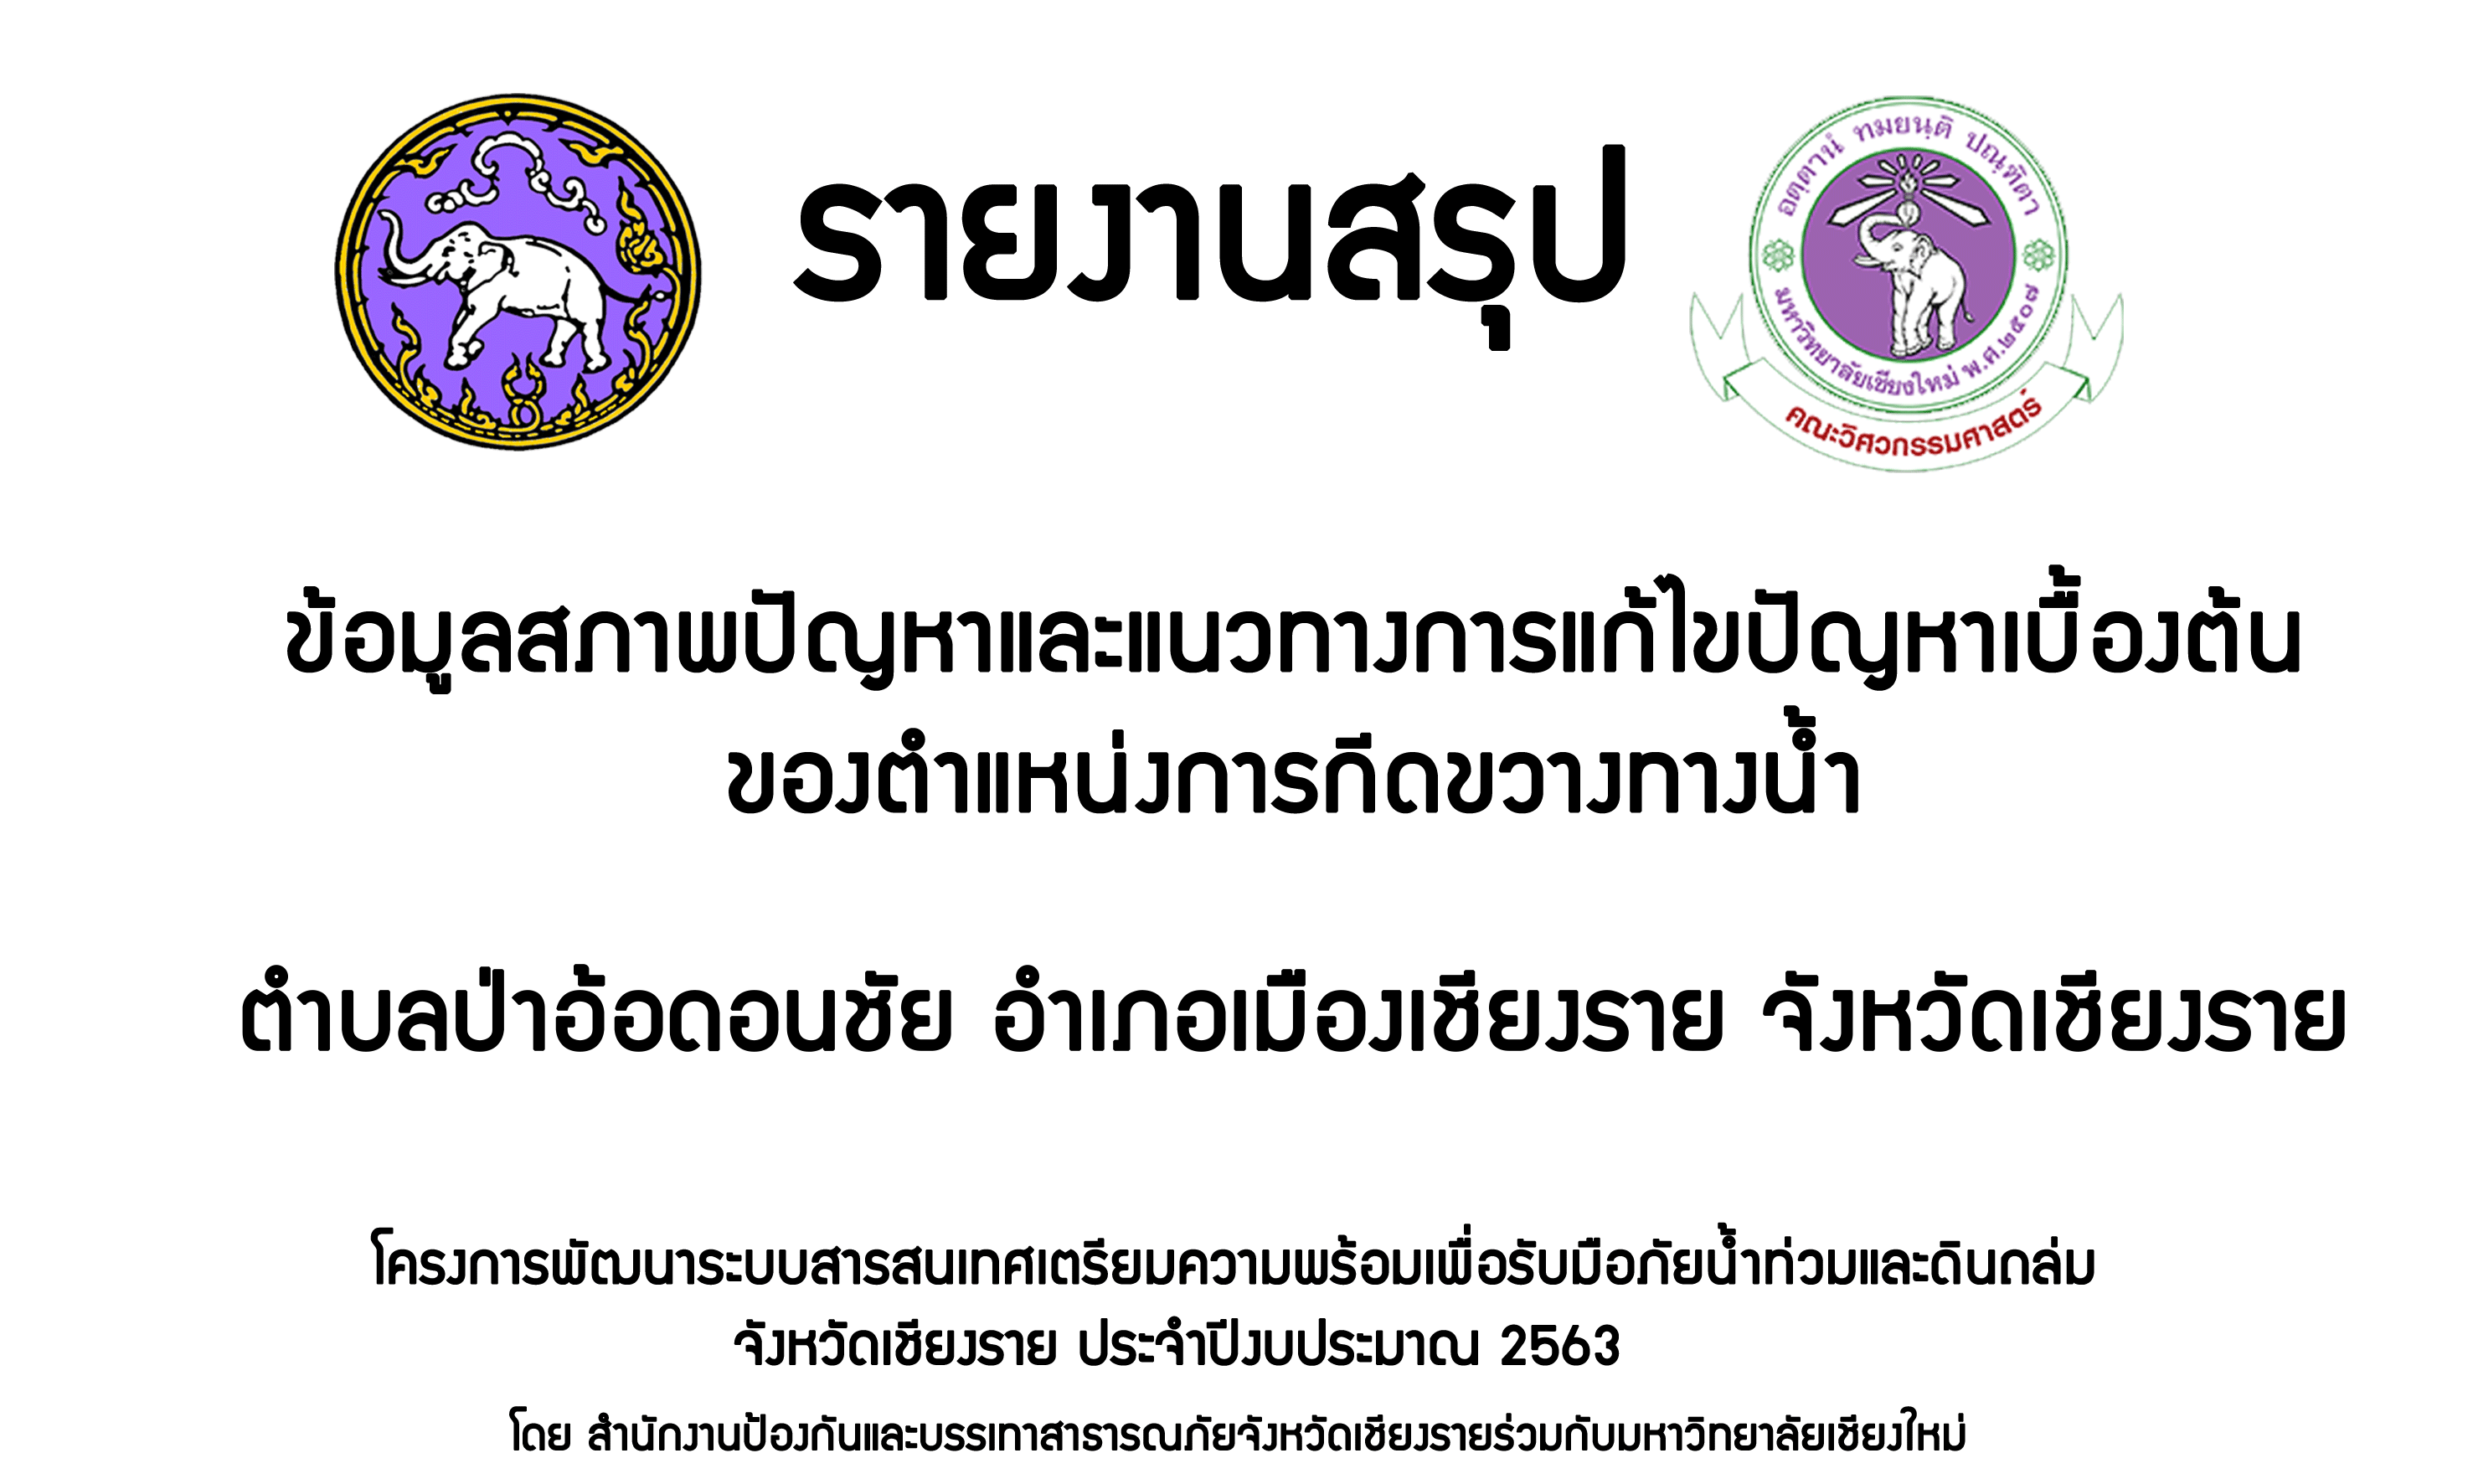 รายงานสรุป
อตฺตานํ ทมยนฺติ ปณฺฑิตา
มหาวิทยาลัยเชียงใหม่ พ.ศ.๒๕๐๗
คณะวิศวกรรมศาสตร์
ข้อมูลสภาพปัญหาและแนวทางการแก้ไขปัญหาเบื้องต้น
ของตำแหน่งการกีดขวางทางน้ำ
ตำบลป่าอ้อดอนชัย อำเภอเมืองเชียงราย จังหวัดเชียงราย
โครงการพัฒนาระบบสารสนเทศเตรียมความพร้อมเพื่อรับมือภัยน้ำท่วมและดินถล่ม
จังหวัดเชียงราย ประจำปีงบประมาณ 2563
โดย สำนักงานป้องกันและบรรเทาสาธารณภัยจังหวัดเชียงรายร่วมกับมหาวิทยาลัยเชียงใหม่